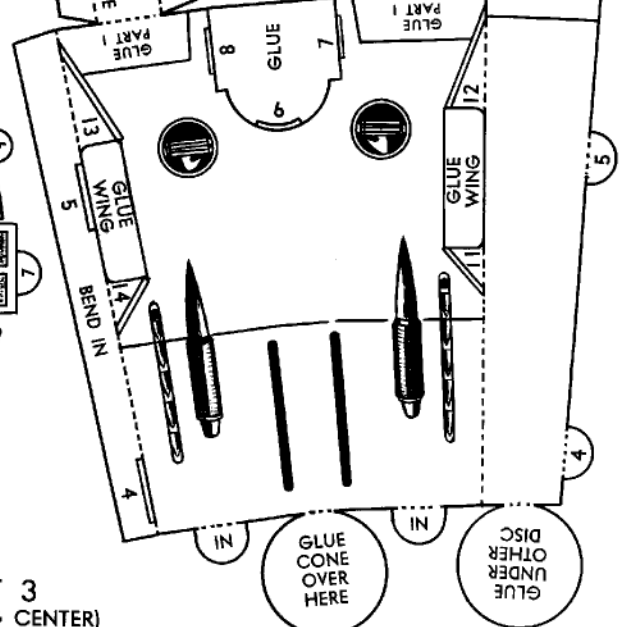 GLUE
PART 1
GLUE
PART 1
8
GLUE
7
6
12
13
GLUE
WING
GLUE
WING
5
5
7
11
14
BEND IN
4
4
IN
IN
GLUE
CONE
OVER
HERE
GLUE
UNDER
OTHER
DISC
3
CENTER)